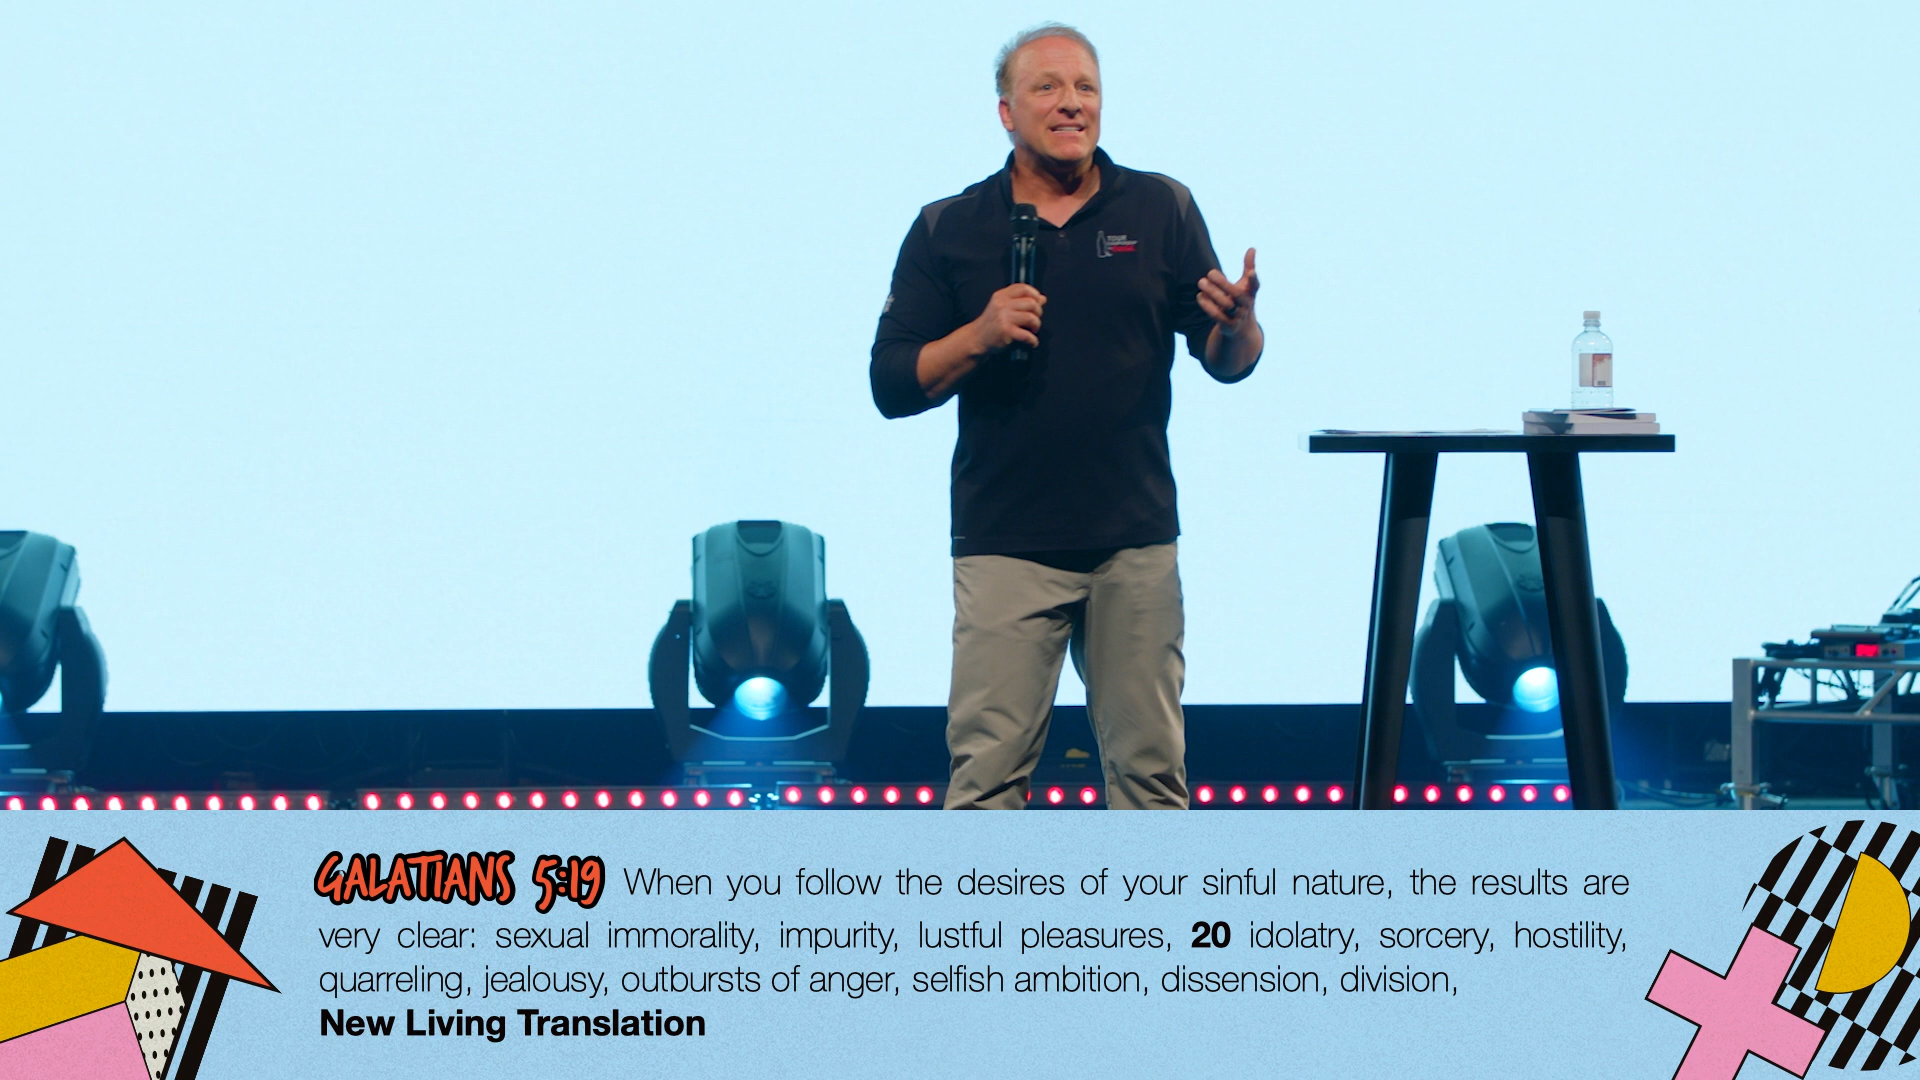 TOUR
GALATIANS 5:19 When you follow the desires of your sinful nature, the results are
very clear: sexual immorality, impurity, lustful pleasures, 20 idolatry, sorcery, hostility,
quarreling, jealousy, outbursts of anger, selfish ambition, dissension, division,
New Living Translation